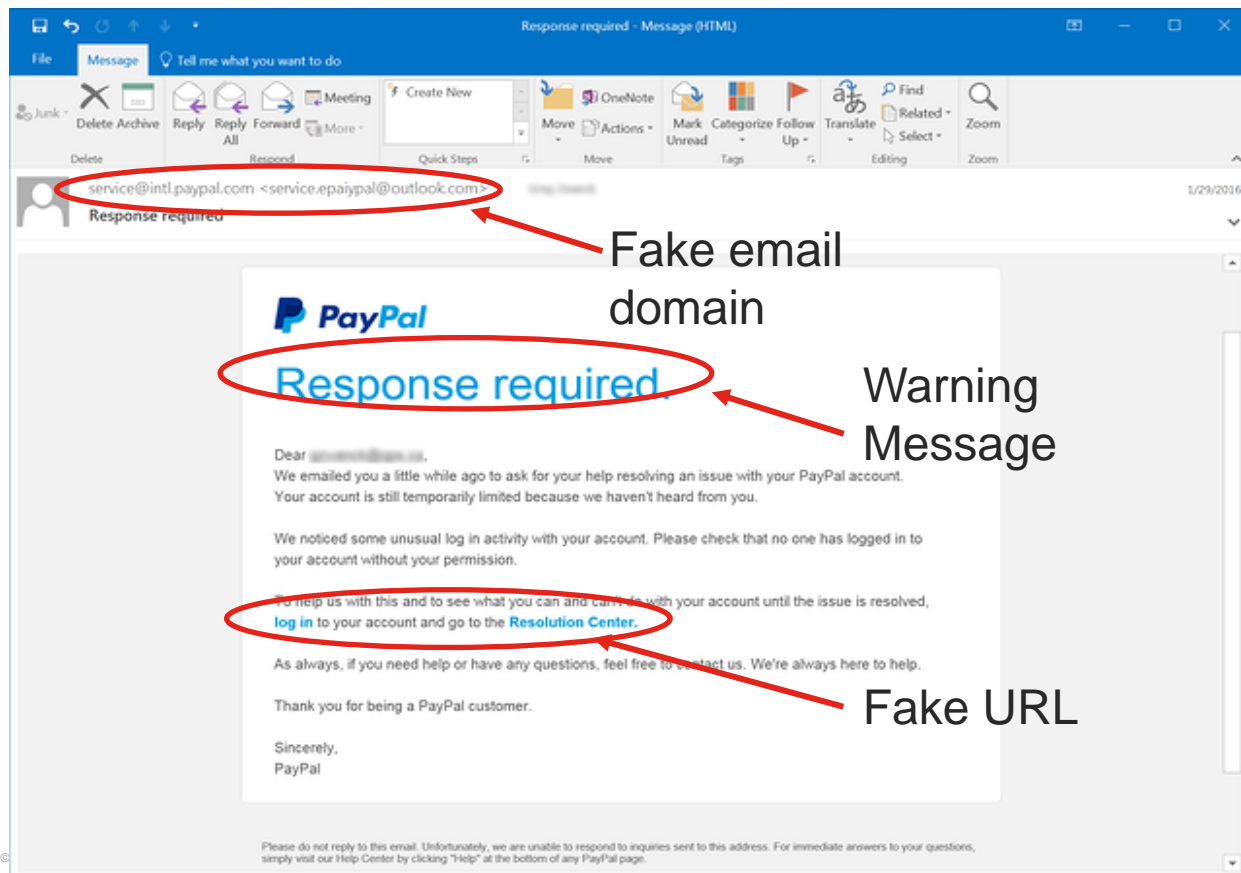 Response required - Message (HTML)
File Message Tell me what you want to do
Junk
Delete Archive
Reply Reply All Forward
Meeting
More
Create New
Move
OneNote
Actions
Mark Unread Categorize Follow Up
Translate
Find
Related
Select
Zoom
Delete Respond Quick Steps Move Tags Editing Zoom
service@intl.paypal.com <service.epaiypal@outlook.com>
1/29/2016
Response required
Fake email
domain
PayPal
Response required.
Warning
Message
Dear
We emailed you a little while ago to ask for your help resolving an issue with your PayPal account.
Your account is still temporarily limited because we haven't heard from you.
We noticed some unusual log in activity with your account. Please check that no one has logged in to
your account without your permission.
To help us with this and to see what you can and can't do with your account until the issue is resolved,
log in to your account and go to the Resolution Center.
As always, if you need help or have any questions, feel free to contact us. We're always here to help.
Fake URL
Thank you for being a PayPal customer.
Sincerely,
PayPal
Please do not reply to this email. Unfortunately, we are unable to respond to inquiries sent to this address. For immediate answers to your questions,
simply visit our Help Center by clicking "Help" at the bottom of any PayPal page.
©